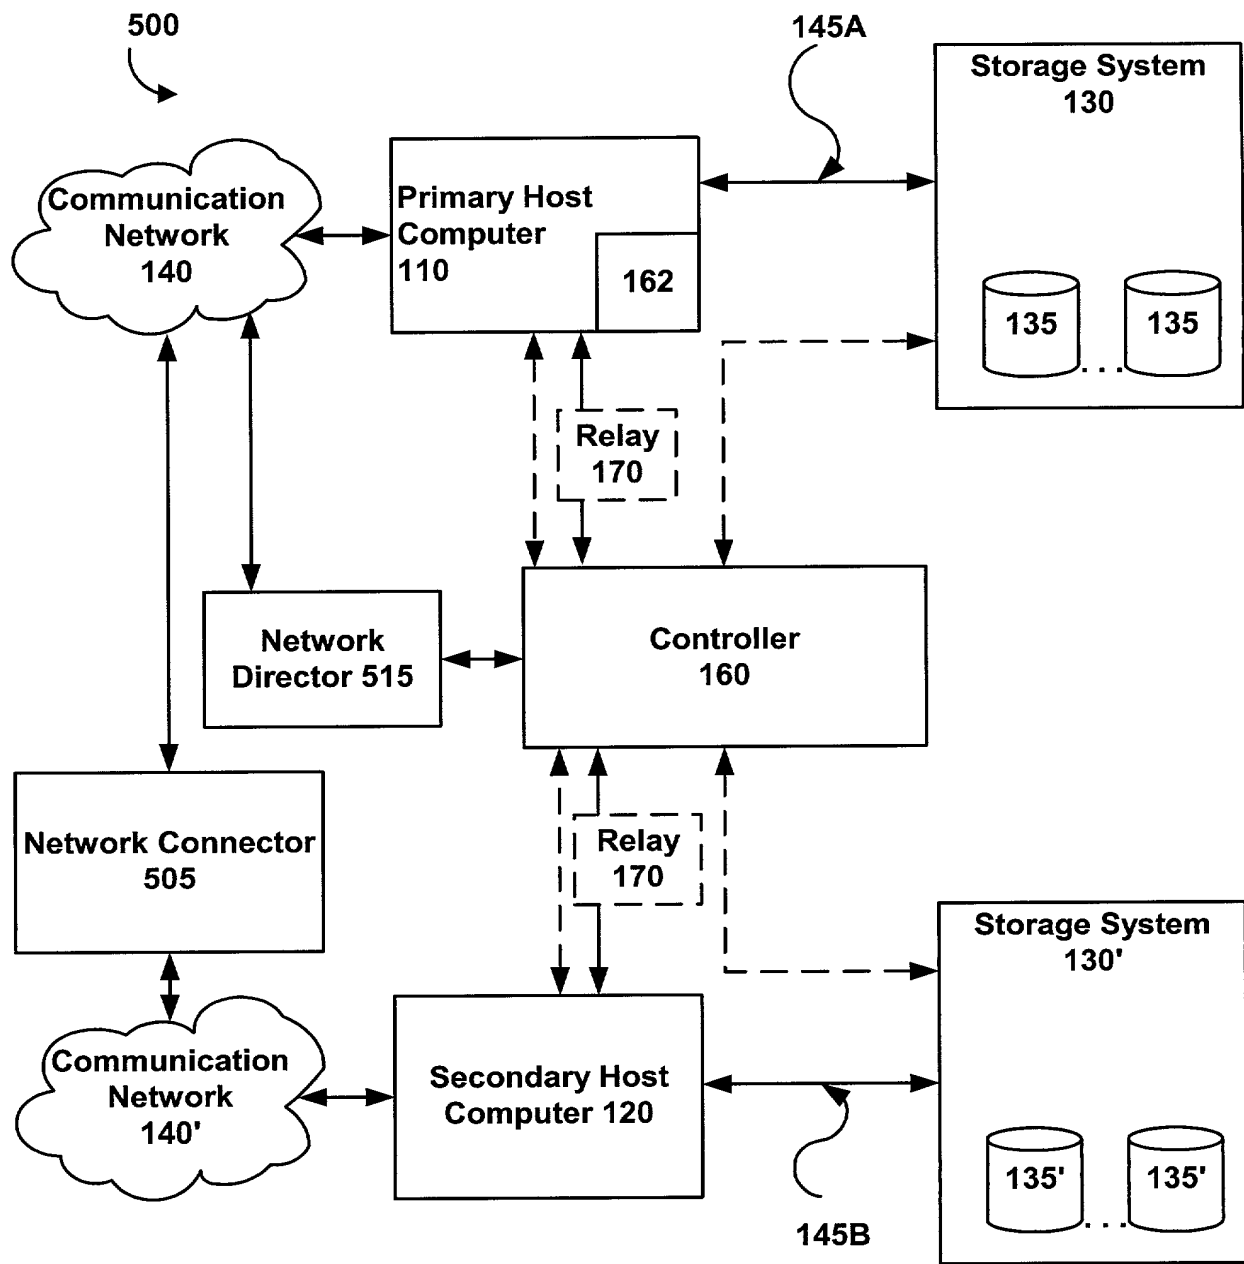 500
145A
Storage System
130
Communication
Network
140
Primary Host
Computer
110
162
135
135
. . .
Relay
170
Network
Director 515
Controller
160
Network Connector
505
Relay
170
Storage System
130'
Communication
Network
140'
Secondary Host
Computer 120
135'
135'
. . .
145B